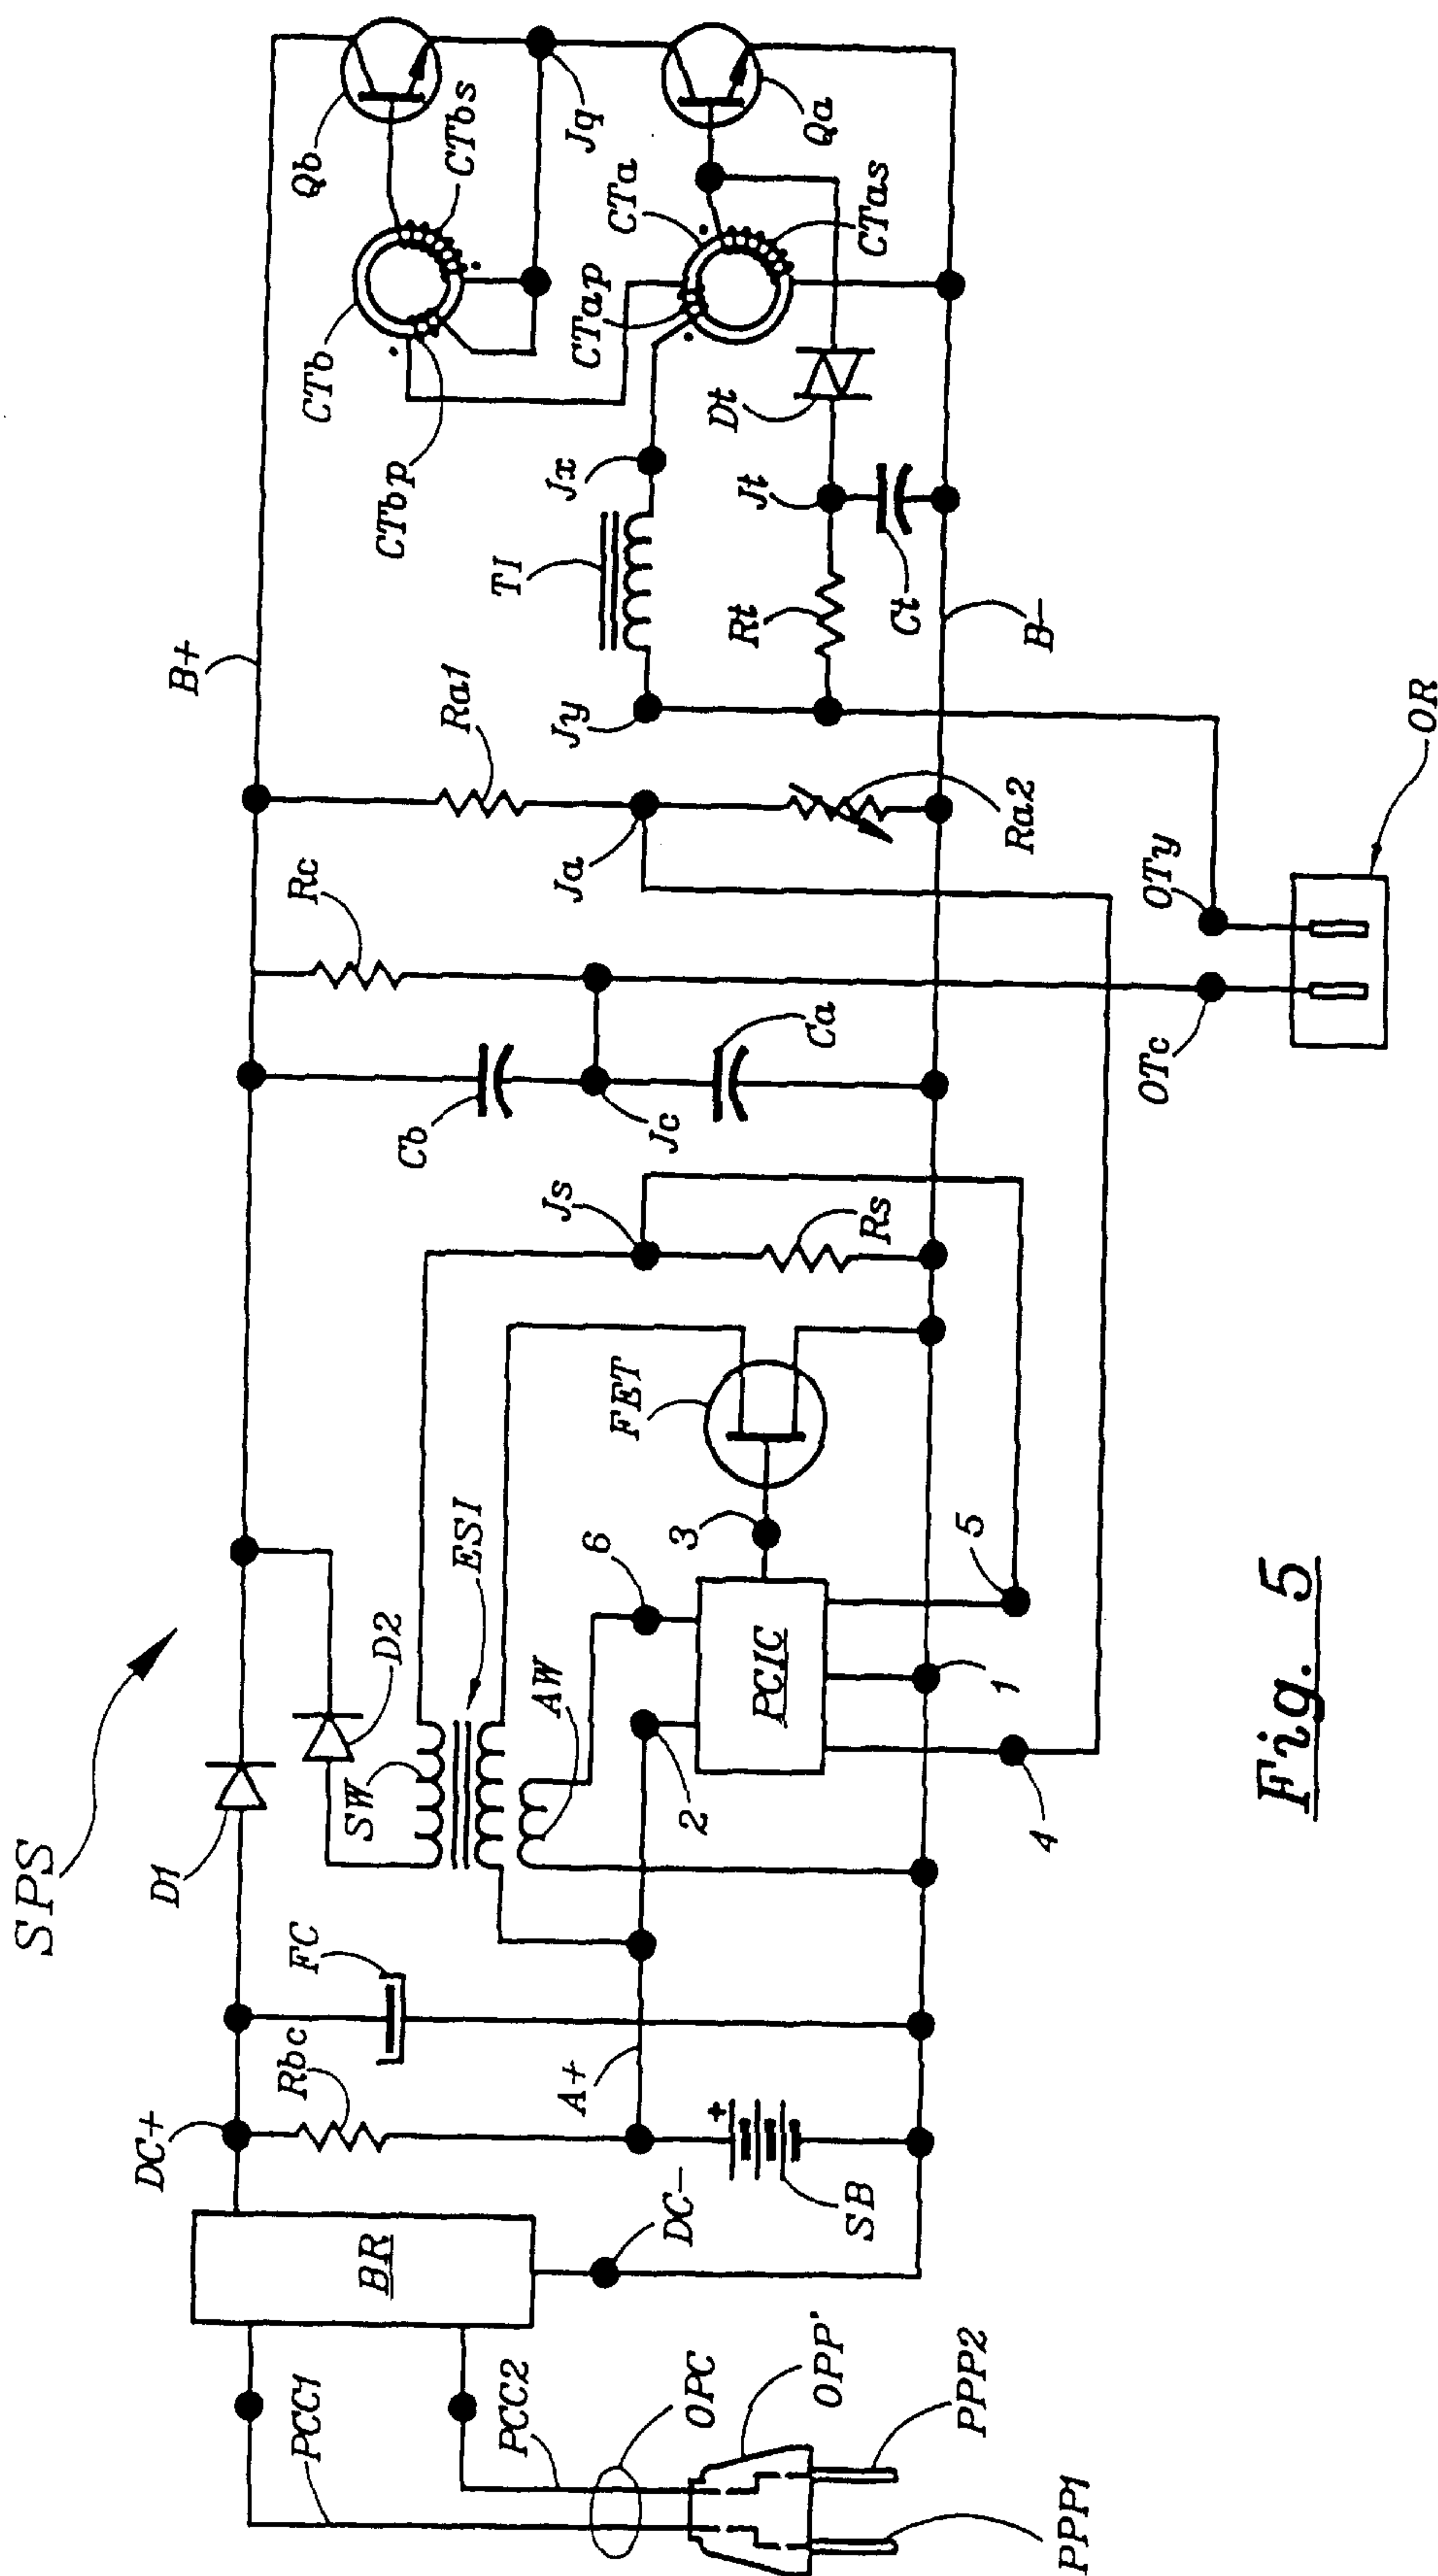 SPS
PCC1
PCC2
OPC
OPP'
PPP1
PPP2
BR
DC+
DC-
Rbc
FC
A+
+
SB
D1
D2
SW
ES1
AW
2
6
PCIC
3
4
1
5
FET
Js
Rs
Cb
Jc
Ca
Rc
OTc
OTy
OR
B+
Ra1
Ja
Ra2
Jy
T1
Jx
Rt
Jt
Ct
Dt
B-
CTb
CTbp
CTbs
Qb
Jq
CTa
CTap
CTas
Qa
Fig. 5